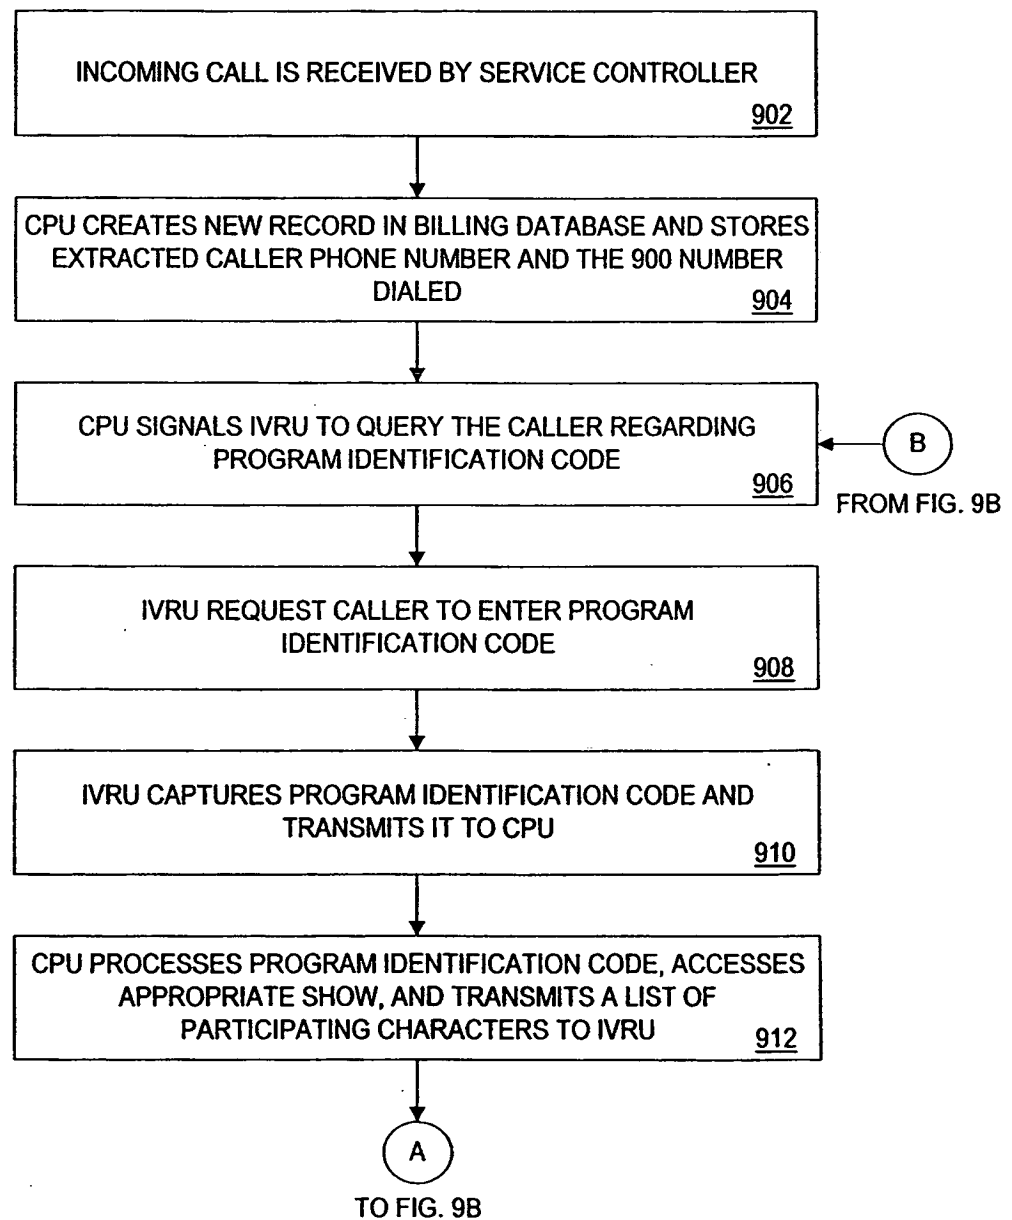 INCOMING CALL IS RECEIVED BY SERVICE CONTROLLER
902
CPU CREATES NEW RECORD IN BILLING DATABASE AND STORES
EXTRACTED CALLER PHONE NUMBER AND THE 900 NUMBER
DIALED
904
CPU SIGNALS IVRU TO QUERY THE CALLER REGARDING
PROGRAM IDENTIFICATION CODE
906
B
FROM FIG. 9B
IVRU REQUEST CALLER TO ENTER PROGRAM
IDENTIFICATION CODE
908
IVRU CAPTURES PROGRAM IDENTIFICATION CODE AND
TRANSMITS IT TO CPU
910
CPU PROCESSES PROGRAM IDENTIFICATION CODE, ACCESSES
APPROPRIATE SHOW, AND TRANSMITS A LIST OF
PARTICIPATING CHARACTERS TO IVRU
912
A
TO FIG. 9B